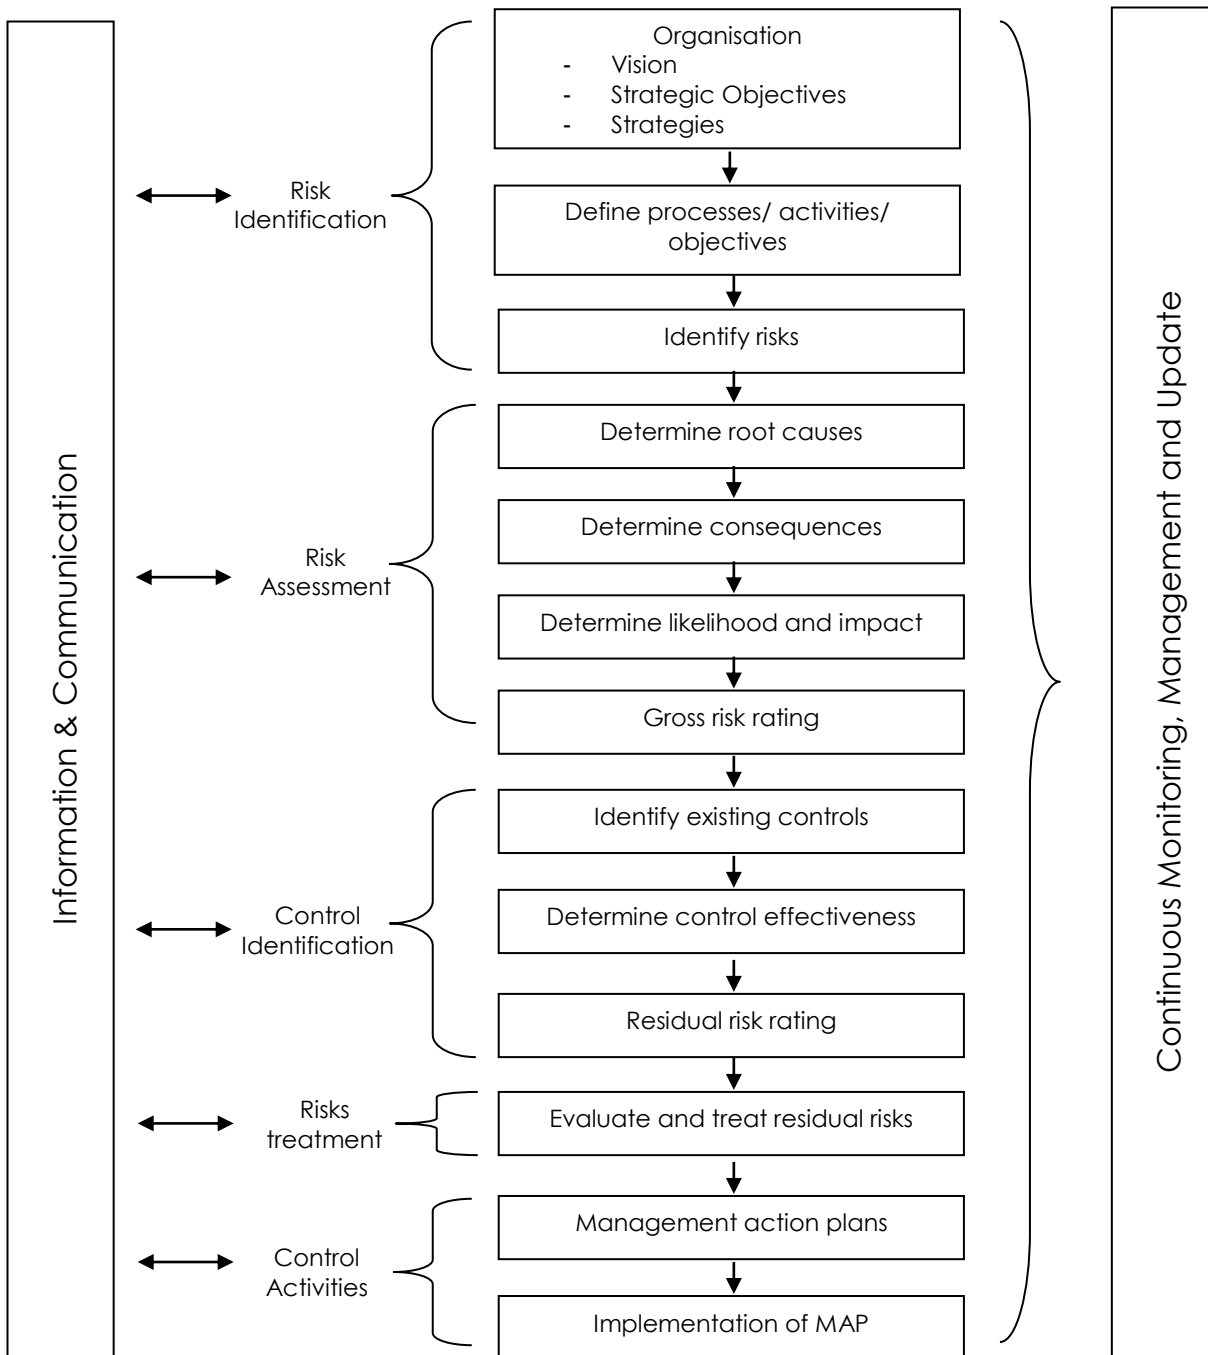 Information & Communication
Risk
Identification
Organisation
- Vision
- Strategic Objectives
- Strategies
Define processes/ activities/
objectives
Identify risks
Risk
Assessment
Determine root causes
Determine consequences
Determine likelihood and impact
Gross risk rating
Control
Identification
Identify existing controls
Determine control effectiveness
Residual risk rating
Risks
treatment
Evaluate and treat residual risks
Control
Activities
Management action plans
Implementation of MAP
Continuous Monitoring, Management and Update